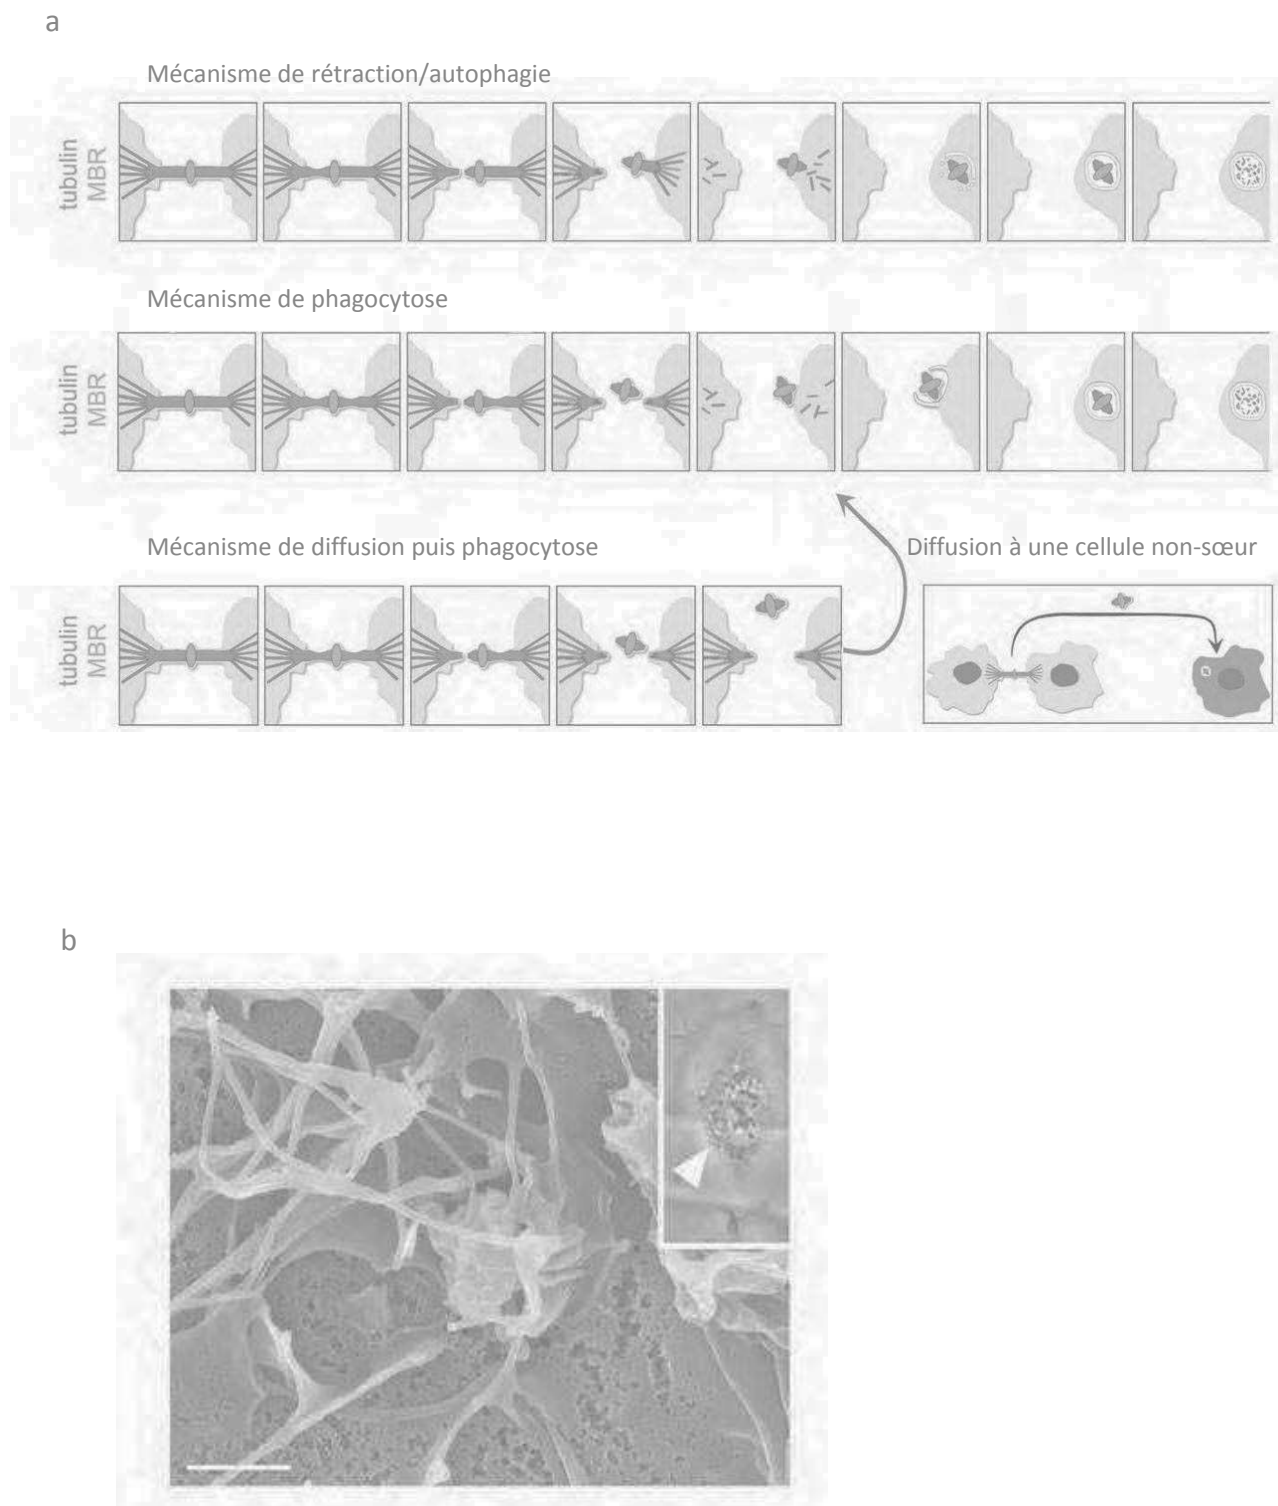 a
Mécanisme de rétraction/autophagie
tubulin
MBR
Mécanisme de phagocytose
tubulin
MBR
Mécanisme de diffusion puis phagocytose
Diffusion à une cellule non-sœur
tubulin
MBR
b